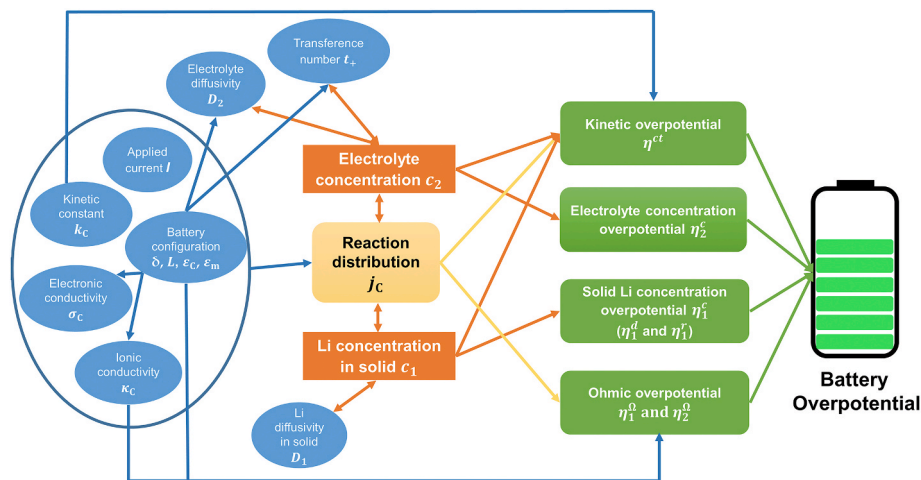 Transference
number t₊
Electrolyte
diffusivity
D₂
Applied
current I
Kinetic
constant
k_C
Battery
configuration
δ, L, ε_C, ε_m
Electronic
conductivity
σ_C
Ionic
conductivity
κ_C
Li
diffusivity
in solid
D₁
Electrolyte
concentration c₂
Reaction
distribution
j_C
Li concentration
in solid c₁
Kinetic overpotential
η^ct
Electrolyte concentration
overpotential η₂^c
Solid Li concentration
overpotential η₁^c
(η₁^d and η₁^r)
Ohmic overpotential
η₁^Ω and η₂^Ω
Battery
Overpotential